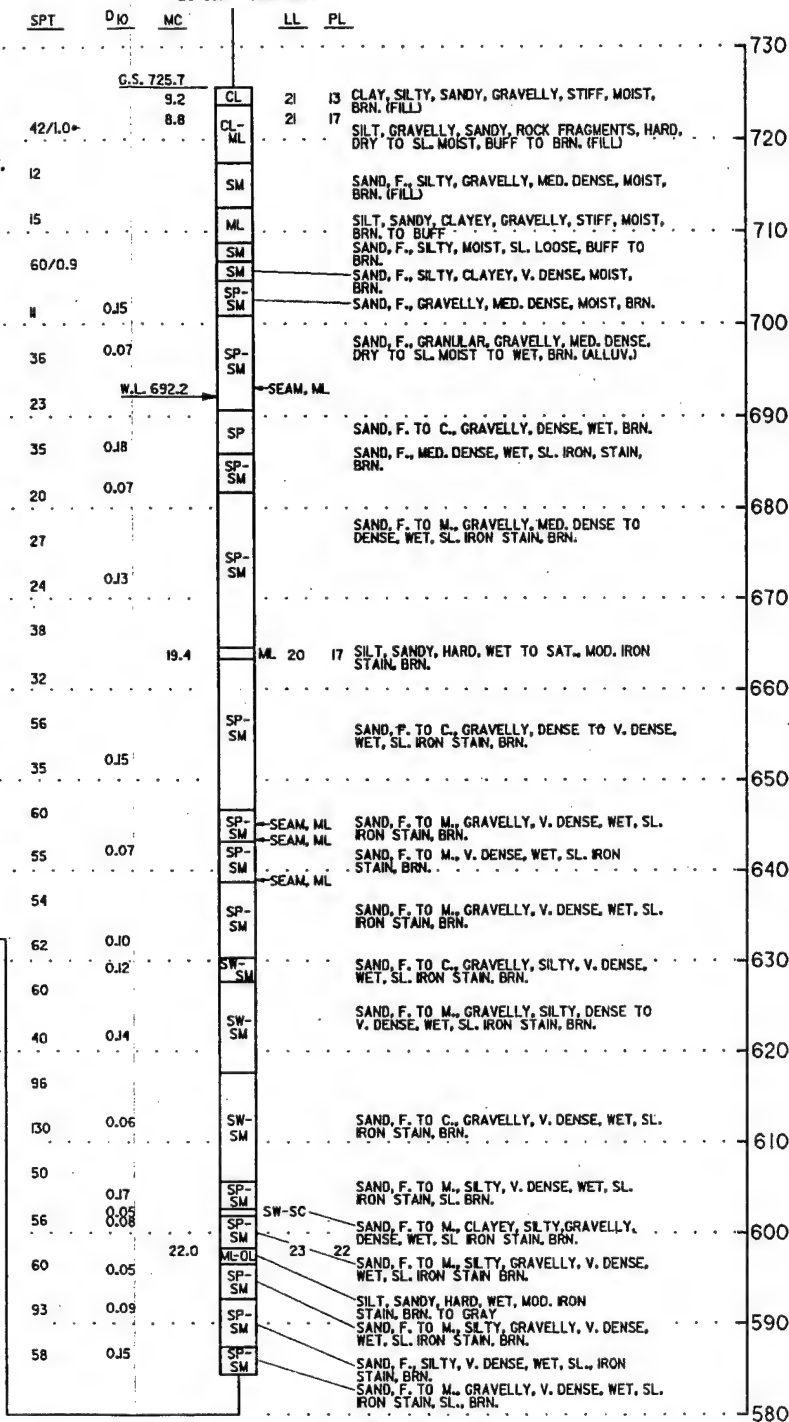 SPT D10 MC LL PL
730
G.S. 725.7
9.2 CL 21 13 CLAY, SILTY, SANDY, GRAVELLY, STIFF, MOIST,
BRN. (FILL)
42/1.0 8.8 CL-
ML 21 17 SILT, GRAVELLY, SANDY, ROCK FRAGMENTS, HARD,
DRY TO SL. MOIST, BUFF TO BRN. (FILL)
720
12 SM SAND, F., SILTY, GRAVELLY, MED. DENSE, MOIST,
BRN. (FILL)
15 ML SILT, SANDY, CLAYEY, GRAVELLY, STIFF, MOIST,
BRN. TO BUFF
710
SM SAND, F., SILTY, MOIST, SL. LOOSE, BUFF TO
BRN.
60/0.9 SM SAND, F., SILTY, CLAYEY, V. DENSE, MOIST,
BRN.
SP-
SM SAND, F., GRAVELLY, MED. DENSE, MOIST, BRN.
11 0.15
700
36 0.07 SP-
SM SAND, F., GRANULAR, GRAVELLY, MED. DENSE,
DRY TO SL. MOIST TO WET, BRN. (ALLUV.)
W.L. 692.2 SEAM, ML
23
690
SP SAND, F. TO C., GRAVELLY, DENSE, WET, BRN.
35 0.18 SP-
SM SAND, F., MED. DENSE, WET, SL. IRON, STAIN,
BRN.
20 0.07
680
27 SP-
SM SAND, F. TO M., GRAVELLY, MED. DENSE TO
DENSE, WET, SL. IRON STAIN, BRN.
24 0.13
670
38
19.4 ML 20 17 SILT, SANDY, HARD, WET TO SAT., MOD. IRON
STAIN, BRN.
32
660
56 SP-
SM SAND, F. TO C., GRAVELLY, DENSE TO V. DENSE,
WET, SL. IRON STAIN, BRN.
35 0.15
650
60 SP-
SM SEAM, ML SAND, F. TO M., GRAVELLY, V. DENSE, WET, SL.
IRON STAIN, BRN.
SEAM, ML
55 0.07 SP-
SM SAND, F. TO M., V. DENSE, WET, SL. IRON
STAIN, BRN.
640
SEAM, ML
54 SP-
SM SAND, F. TO M., GRAVELLY, V. DENSE, WET, SL.
IRON STAIN, BRN.
62 0.10
630
0.12 SW-
SM SAND, F. TO C., GRAVELLY, SILTY, V. DENSE,
WET, SL. IRON STAIN, BRN.
60 SW-
SM SAND, F. TO M., GRAVELLY, SILTY, DENSE TO
V. DENSE, WET, SL. IRON STAIN, BRN.
40 0.14
620
96
130 0.06 SW-
SM SAND, F. TO C., GRAVELLY, V. DENSE, WET, SL.
IRON STAIN, BRN.
610
50
0.17 SP-
SM SAND, F. TO M., SILTY, V. DENSE, WET, SL.
IRON STAIN, SL. BRN.
0.05 SW-SC
56 0.08 SP-
SM SAND, F. TO M., CLAYEY, SILTY,GRAVELLY,
DENSE, WET, SL IRON STAIN, BRN.
600
22.0 ML-OL 23 22 SAND, F. TO M., SILTY, GRAVELLY, V. DENSE,
WET, SL. IRON STAIN BRN.
60 0.05 SP-
SM SILT, SANDY, HARD, WET, MOD. IRON
STAIN, BRN. TO GRAY
93 0.09 SP-
SM SAND, F. TO M., SILTY, GRAVELLY, V. DENSE,
WET, SL. IRON STAIN, BRN.
590
58 0.15 SP-
SM SAND, F., SILTY, V. DENSE, WET, SL., IRON
STAIN, BRN.
SAND, F. TO M., GRAVELLY, V. DENSE, WET, SL.
IRON STAIN, SL., BRN.
580